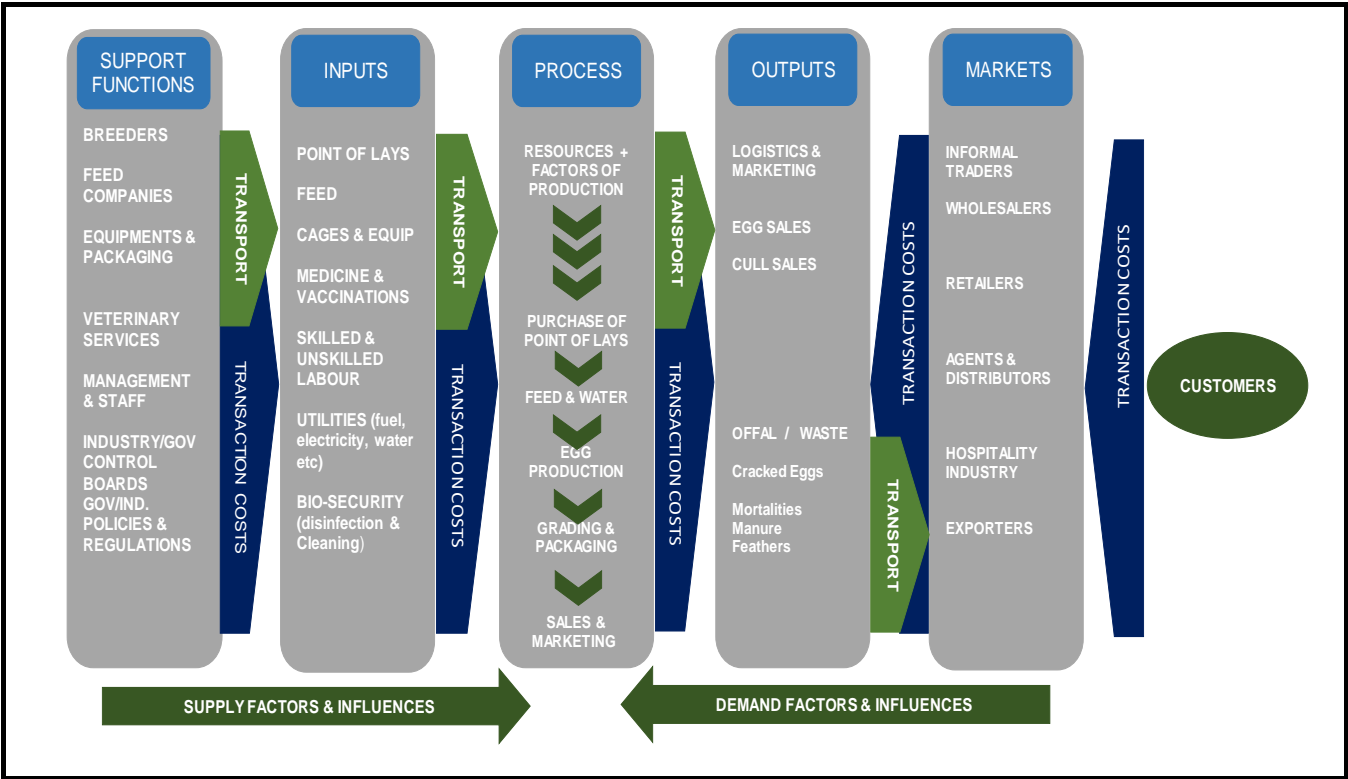 SUPPORT
FUNCTIONS
BREEDERS
FEED
COMPANIES
EQUIPMENTS &
PACKAGING
VETERINARY
SERVICES
MANAGEMENT
& STAFF
INDUSTRY/GOV
CONTROL
BOARDS
GOV/IND.
POLICIES &
REGULATIONS
TRANSPORT
TRANSACTION COSTS
INPUTS
POINT OF LAYS
FEED
CAGES & EQUIP
MEDICINE &
VACCINATIONS
SKILLED &
UNSKILLED
LABOUR
UTILITIES (fuel,
electricity, water
etc)
BIO-SECURITY
(disinfection &
Cleaning)
TRANSPORT
TRANSACTION COSTS
PROCESS
RESOURCES +
FACTORS OF
PRODUCTION
PURCHASE OF
POINT OF LAYS
FEED & WATER
EGG
PRODUCTION
GRADING &
PACKAGING
SALES &
MARKETING
TRANSPORT
TRANSACTION COSTS
OUTPUTS
LOGISTICS &
MARKETING
EGG SALES
CULL SALES
OFFAL / WASTE
Cracked Eggs
Mortalities
Manure
Feathers
TRANSACTION COSTS
TRANSPORT
MARKETS
INFORMAL
TRADERS
WHOLESALERS
RETAILERS
AGENTS &
DISTRIBUTORS
HOSPITALITY
INDUSTRY
EXPORTERS
TRANSACTION COSTS
CUSTOMERS
SUPPLY FACTORS & INFLUENCES
DEMAND FACTORS & INFLUENCES